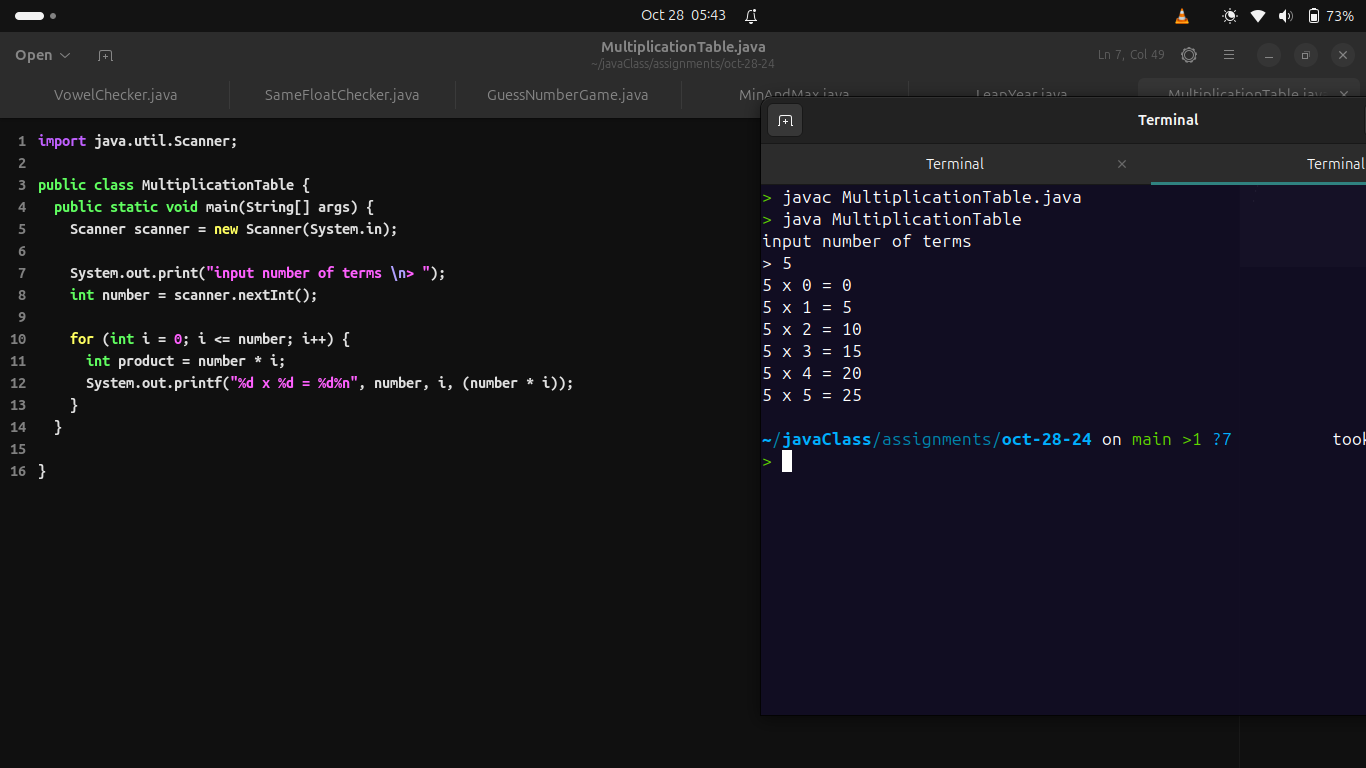 Oct 28 05:43
73%
Open
MultiplicationTable.java
~/javaClass/assignments/oct-28-24
Ln 7, Col 49
VowelChecker.java
SameFloatChecker.java
GuessNumberGame.java
MinAndMax.java
LeapYear.java
MultiplicationTable.java
1 import java.util.Scanner;
2
3 public class MultiplicationTable {
4 public static void main(String[] args) {
5 Scanner scanner = new Scanner(System.in);
6
7 System.out.print("input number of terms \n> ");
8 int number = scanner.nextInt();
9
10 for (int i = 0; i <= number; i++) {
11 int product = number * i;
12 System.out.printf("%d x %d = %d%n", number, i, (number * i));
13 }
14 }
15
16 }
Terminal
Terminal
Terminal
> javac MultiplicationTable.java
> java MultiplicationTable
input number of terms
> 5
5 x 0 = 0
5 x 1 = 5
5 x 2 = 10
5 x 3 = 15
5 x 4 = 20
5 x 5 = 25
~/javaClass/assignments/oct-28-24 on main >1 ?7 took
>